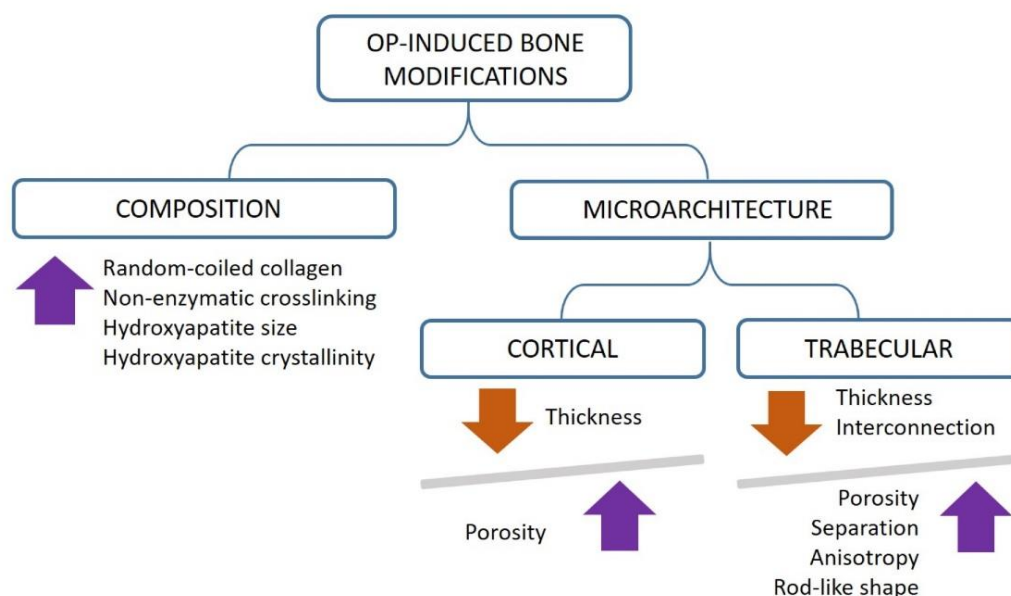 OP-INDUCED BONE
MODIFICATIONS
COMPOSITION
Random-coiled collagen
Non-enzymatic crosslinking
Hydroxyapatite size
Hydroxyapatite crystallinity
MICROARCHITECTURE
CORTICAL
Thickness
Porosity
TRABECULAR
Thickness
Interconnection
Porosity
Separation
Anisotropy
Rod-like shape